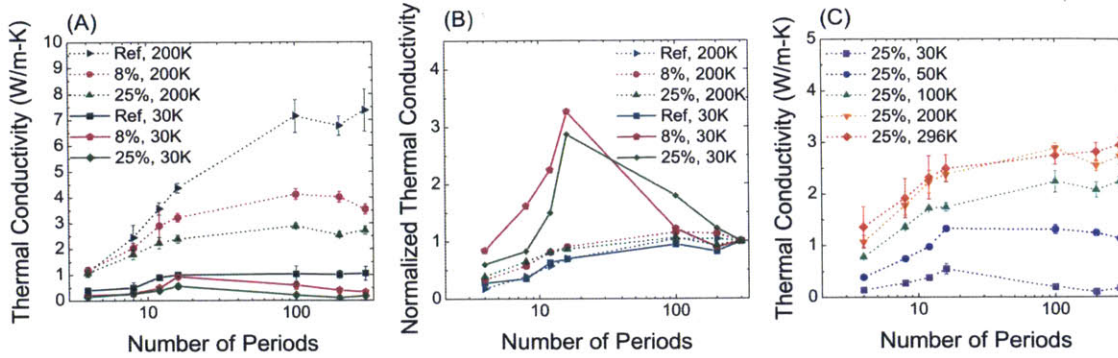 (A)
Thermal Conductivity (W/m-K)
10
9
8
7
6
5
4
3
2
1
0
Ref, 200K
8%, 200K
25%, 200K
Ref, 30K
8%, 30K
25%, 30K
10
100
Number of Periods
(B)
Normalized Thermal Conductivity
4
3
2
1
0
Ref, 200K
8%, 200K
25%, 200K
Ref, 30K
8%, 30K
25%, 30K
10
100
Number of Periods
(C)
Thermal Conductivity (W/m-K)
5
4
3
2
1
0
25%, 30K
25%, 50K
25%, 100K
25%, 200K
25%, 296K
10
100
Number of Periods